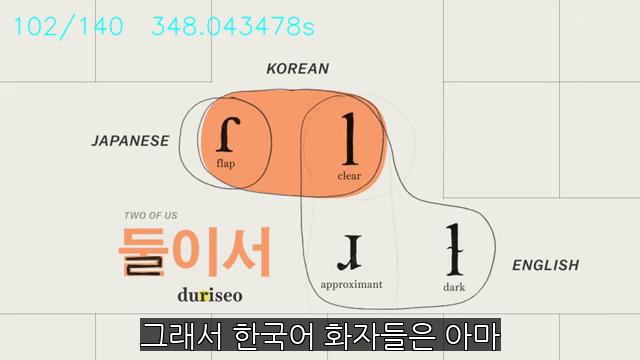 102/140 348.043478s
KOREAN
JAPANESE
ɾ
flap
l
clear
TWO OF US
둘이서
duriseo
ɹ
approximant
ɫ
dark
ENGLISH
그래서 한국어 화자들은 아마